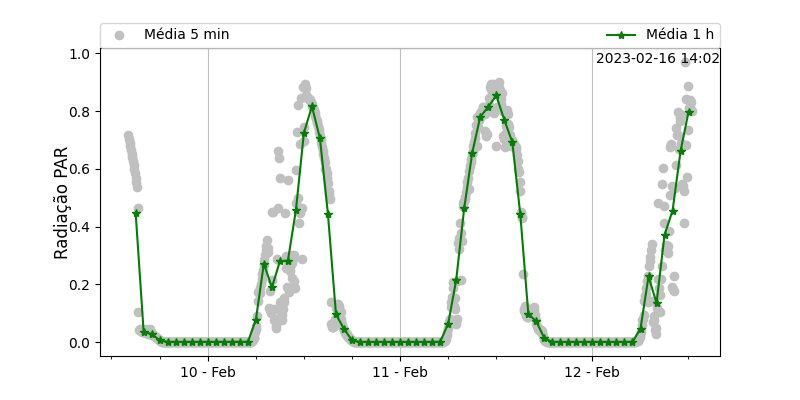 Média 5 min
Média 1 h
2023-02-16 14:02
Radiação PAR
1.0
0.8
0.6
0.4
0.2
0.0
10 - Feb
11 - Feb
12 - Feb